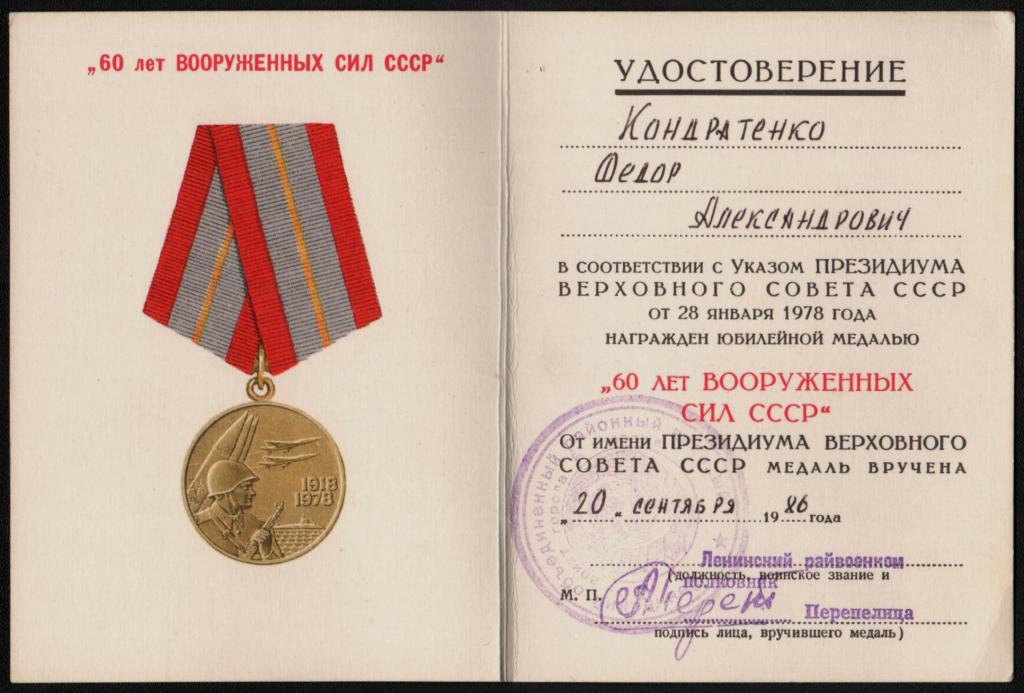 „60 лет ВООРУЖЕННЫХ СИЛ СССР“
1918
1978
УДОСТОВЕРЕНИЕ
Кондратенко
Федор
Александрович
в соответствии с Указом ПРЕЗИДИУМА
ВЕРХОВНОГО СОВЕТА СССР
от 28 января 1978 года
награжден юбилейной медалью
„60 лет ВООРУЖЕННЫХ
СИЛ СССР“
От имени ПРЕЗИДИУМА ВЕРХОВНОГО
СОВЕТА СССР медаль вручена
„20„ сентября 1986 года
Ленинский райвоенком
(должность, воинское звание и
полковник
М. П.
Перепелица
подпись лица, вручившего медаль)
объединенный районный